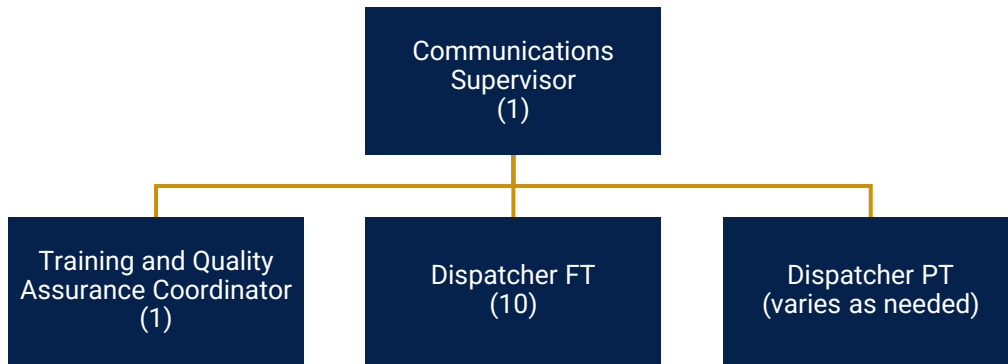 Communications
Supervisor
(1)
Training and Quality
Assurance Coordinator
(1)
Dispatcher FT
(10)
Dispatcher PT
(varies as needed)